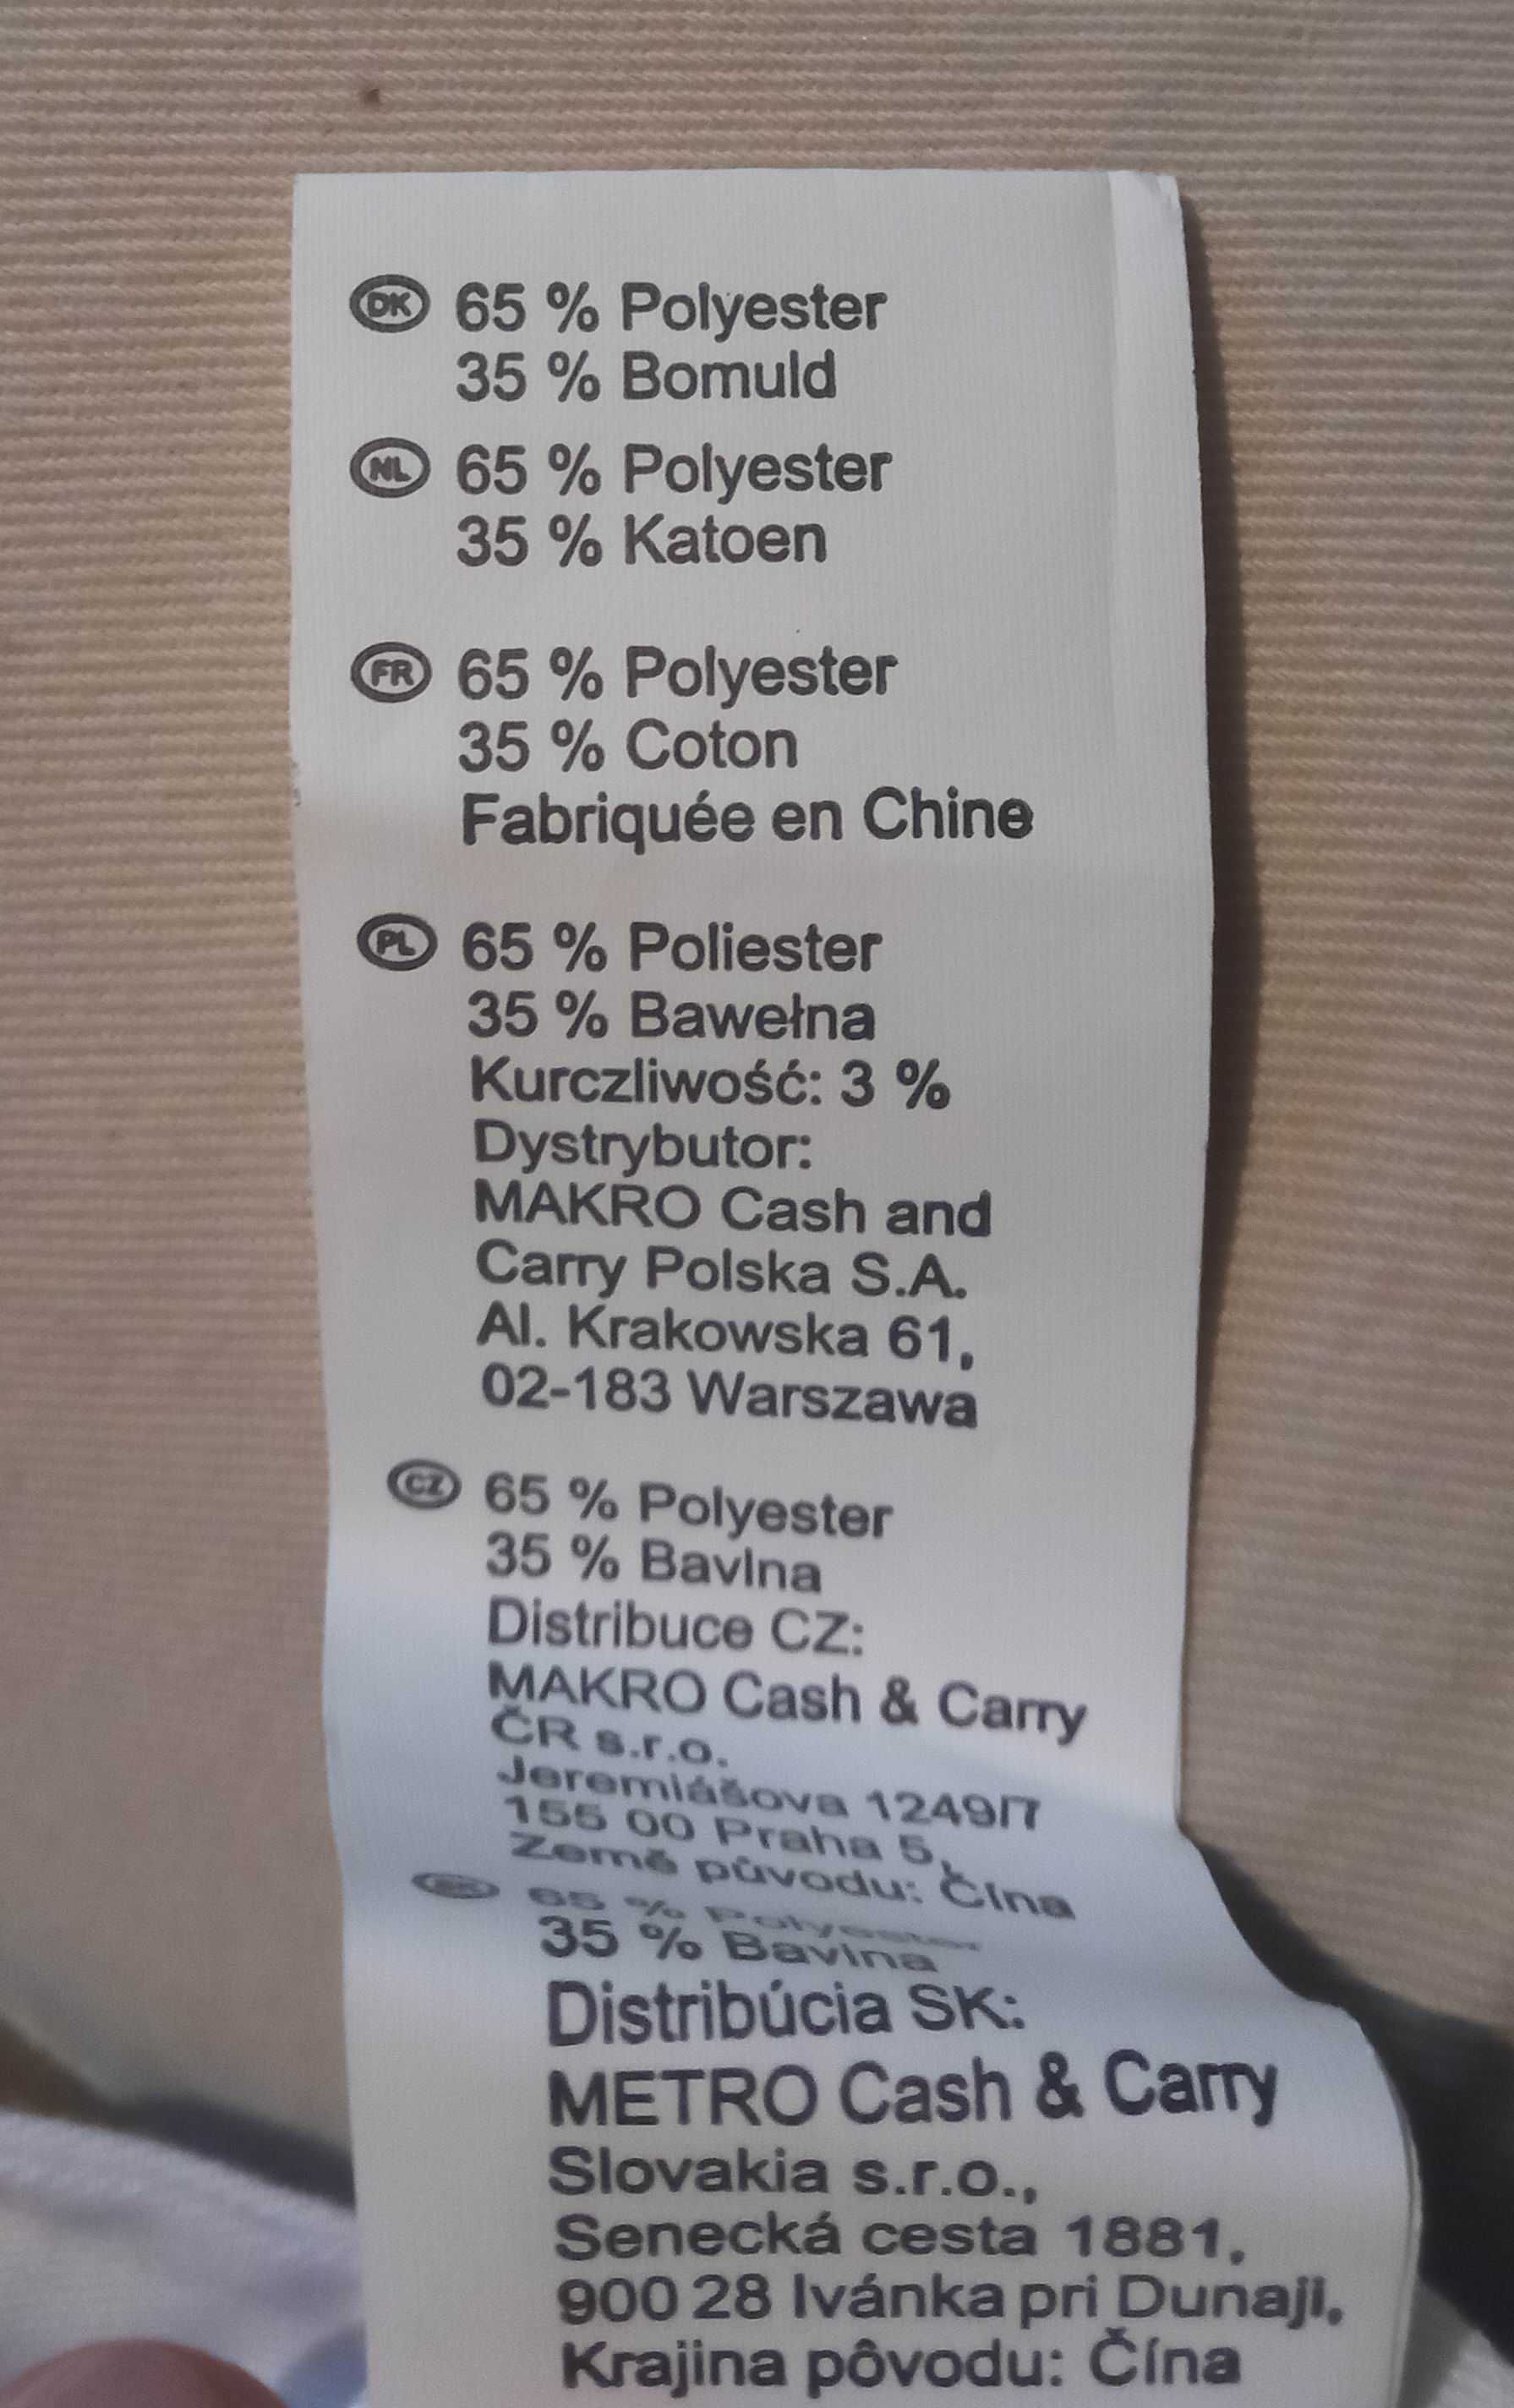 DK 65 % Polyester
35 % Bomuld
NL 65 % Polyester
35 % Katoen
FR 65 % Polyester
35 % Coton
Fabriquée en Chine
PL 65 % Poliester
35 % Bawełna
Kurczliwość: 3 %
Dystrybutor:
MAKRO Cash and
Carry Polska S.A.
Al. Krakowska 61,
02-183 Warszawa
CZ 65 % Polyester
35 % Bavlna
Distribuce CZ:
MAKRO Cash & Carry
ČR s.r.o.
Jeremiášova 1249/7
155 00 Praha 5,
Země původu: Čína
65 % Polyester
35 % Bavlna
Distribúcia SK:
METRO Cash & Carry
Slovakia s.r.o.,
Senecká cesta 1881,
900 28 Ivánka pri Dunaji,
Krajina pôvodu: Čína